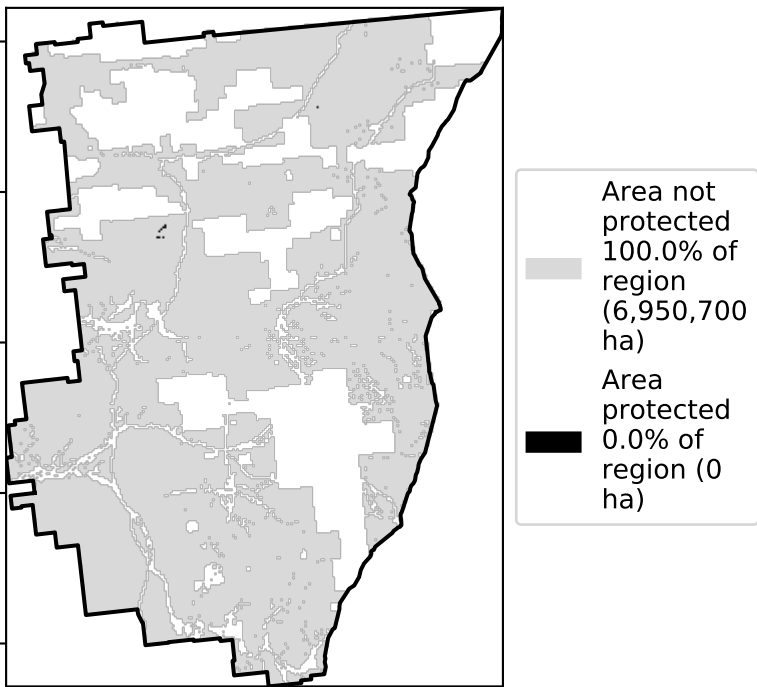 Area not
protected
100.0% of
region
(6,950,700
ha)
Area
protected
0.0% of
region (0
ha)